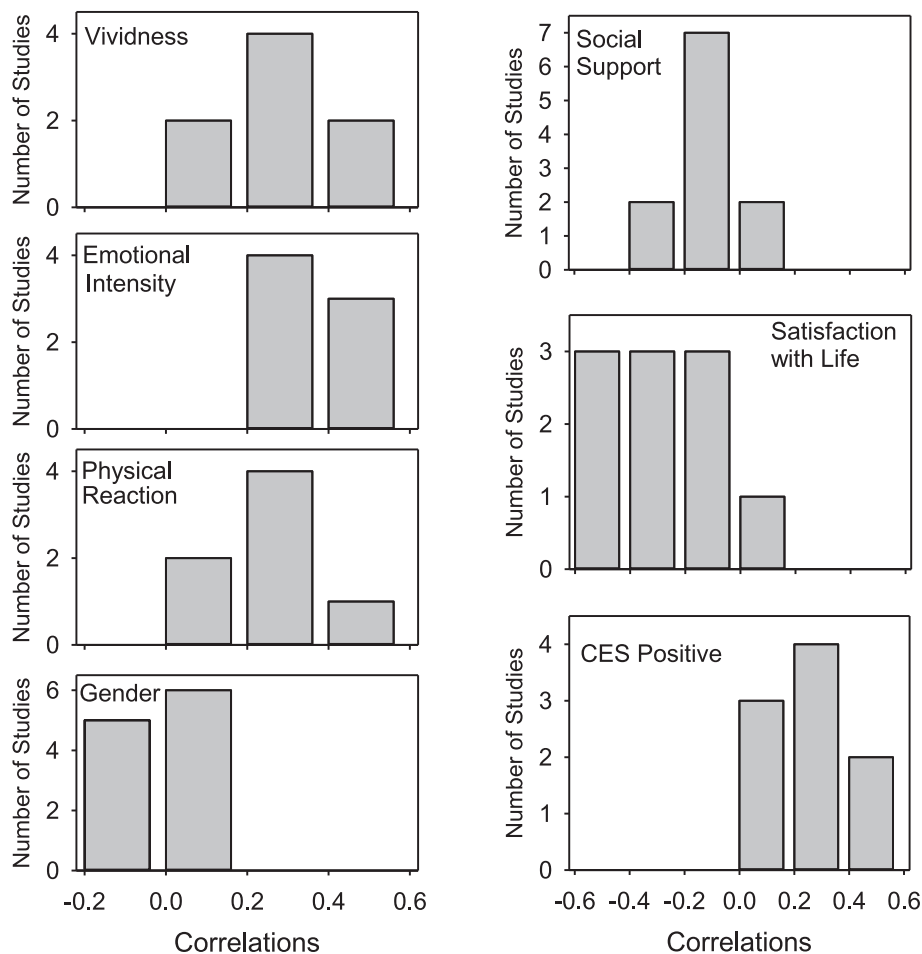 Number of Studies
4
2
0
Vividness
Number of Studies
4
2
0
Emotional
Intensity
Number of Studies
4
2
0
Physical
Reaction
Number of Studies
6
4
2
0
Gender
-0.2 0.0 0.2 0.4 0.6
Correlations
Number of Studies
7
6
5
4
3
2
1
0
Social
Support
Number of Studies
3
2
1
0
Satisfaction
with Life
Number of Studies
4
3
2
1
0
CES Positive
-0.6 -0.4 -0.2 0.0 0.2 0.4 0.6
Correlations